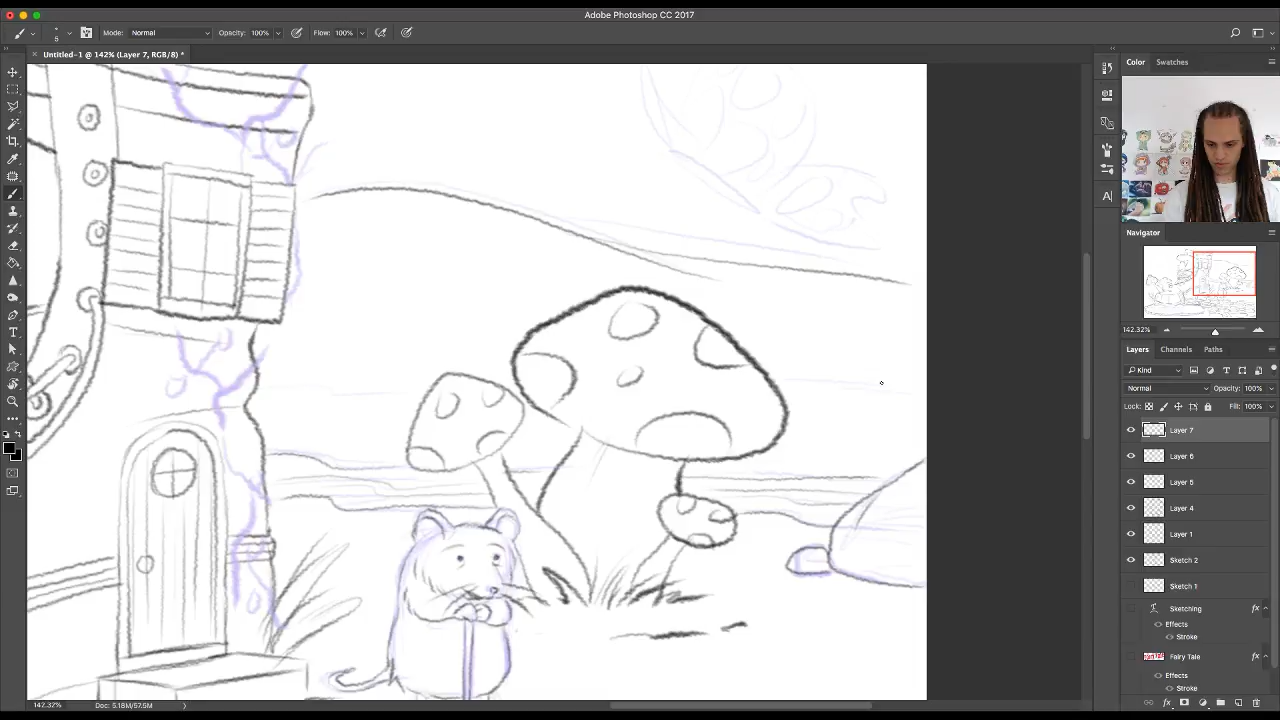 Adobe Photoshop CC 2017
5 Mode: Normal Opacity: 100% Flow: 100%
× Untitled-1 @ 142% (Layer 7, RGB/8) *
Color Swatches
Navigator
142.32%
Layers Channels Paths
Kind
Normal Opacity: 100%
Lock: Fill: 100%
Layer 7
Layer 6
Layer 4
Layer 1
Sketch 2
Sketch 1
Sketching fx
Effects
Stroke
Fairy Tale fx
Effects
Stroke
142.32% Doc: 5.18M/57.5M